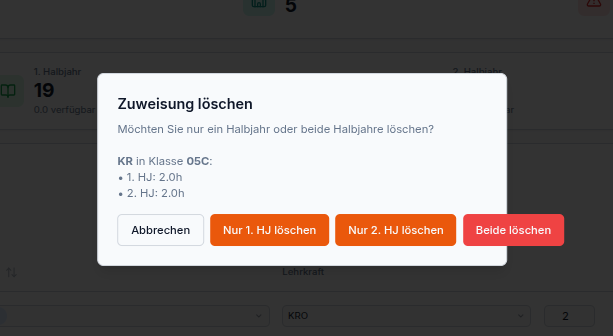 5
1. Halbjahr
2. Halbjahr
19
0.0 verfügbar
Zuweisung löschen
Möchten Sie nur ein Halbjahr oder beide Halbjahre löschen?
KR in Klasse 05C:
• 1. HJ: 2.0h
• 2. HJ: 2.0h
Abbrechen
Nur 1. HJ löschen
Nur 2. HJ löschen
Beide löschen
Lehrkraft
KRO
2